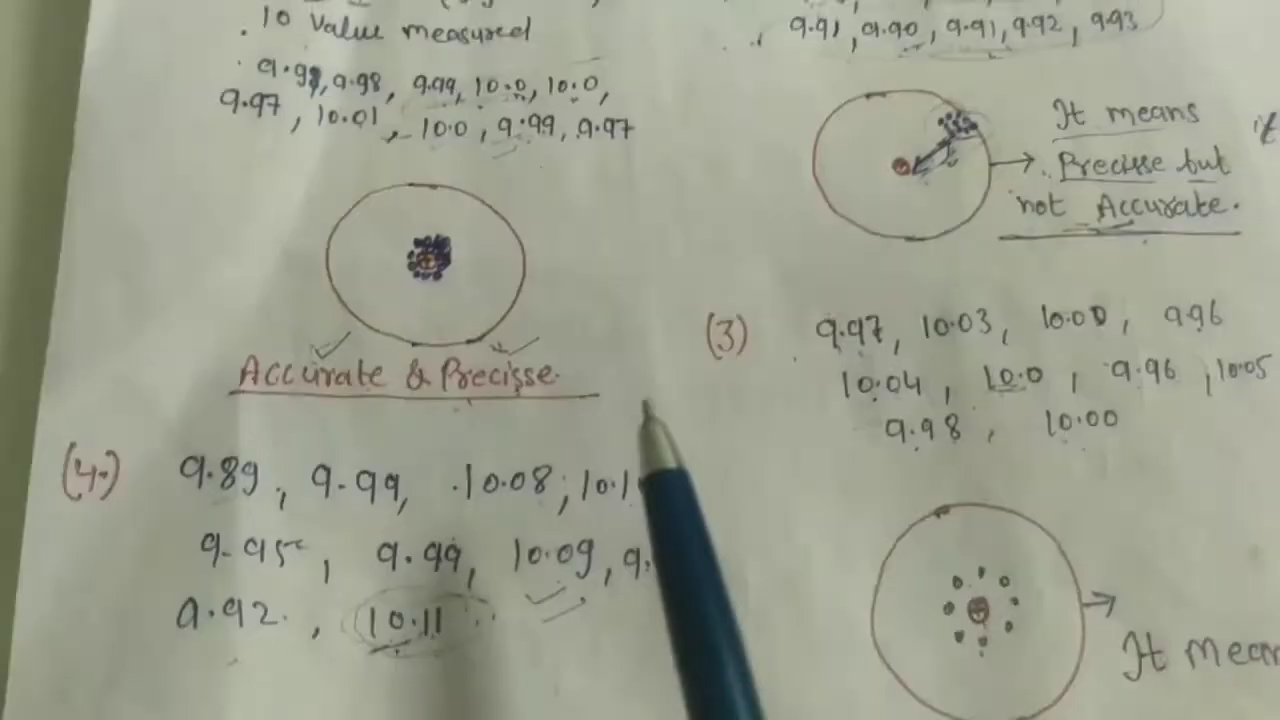 10 Value measured
9.98, 9.98, 9.99, 10.0, 10.0,
9.97, 10.01, 10.0, 9.99, 9.97
Accurate & Precisse.
(4.) 9.89, 9.99, 10.08, 10.1
9.95, 9.99, 10.09, 9.
9.92, 10.11
9.91, 9.90, 9.91, 9.92, 9.93
It means
Precisse but
not Accurate.
(3) 9.97, 10.03, 10.00, 9.96
10.04, 10.0, 9.96, 10.05
9.98, 10.00
It mean